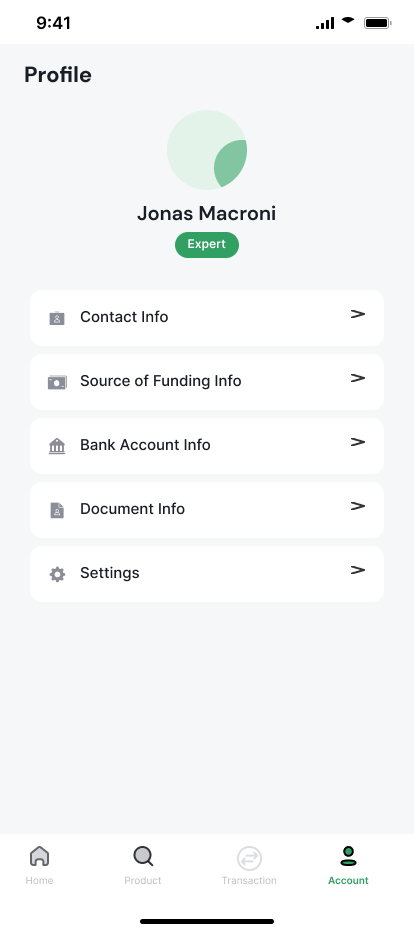 9:41
Profile
Jonas Macroni
Expert
Contact Info
Source of Funding Info
Bank Account Info
Document Info
Settings
Home Product Transaction Account